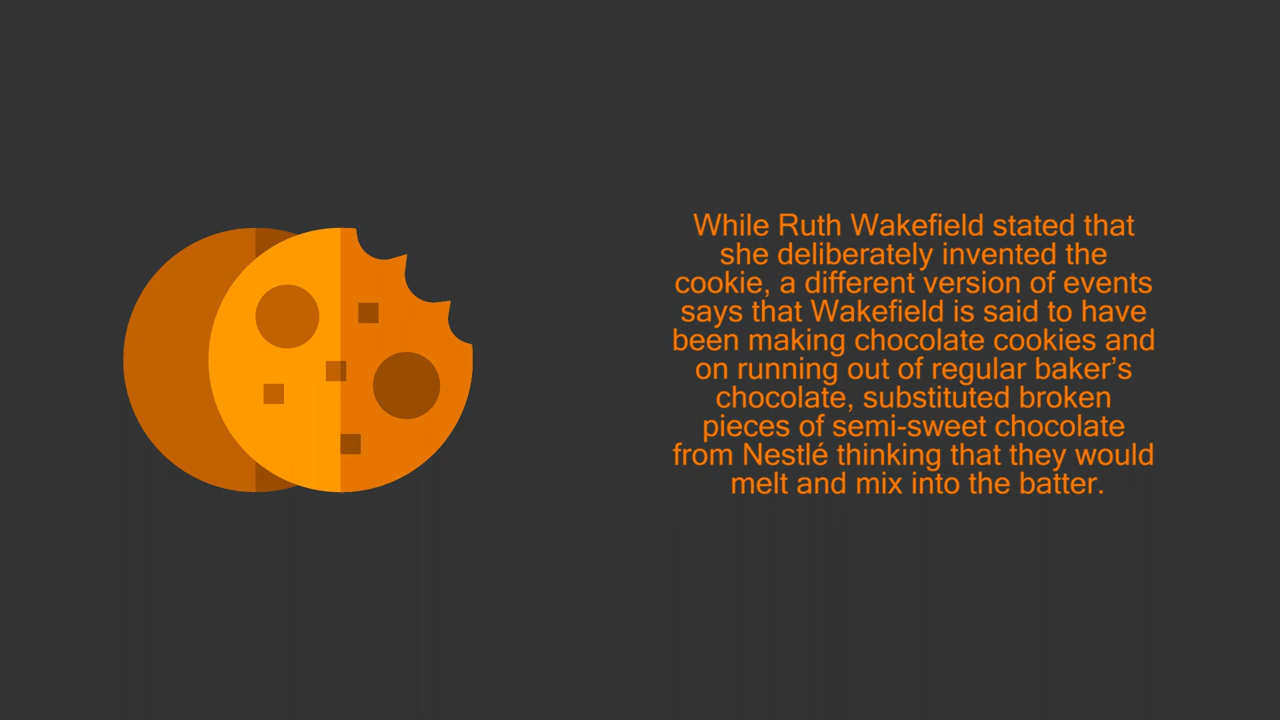 While Ruth Wakefield stated that
she deliberately invented the
cookie, a different version of events
says that Wakefield is said to have
been making chocolate cookies and
on running out of regular baker’s
chocolate, substituted broken
pieces of semi-sweet chocolate
from Nestlé thinking that they would
melt and mix into the batter.